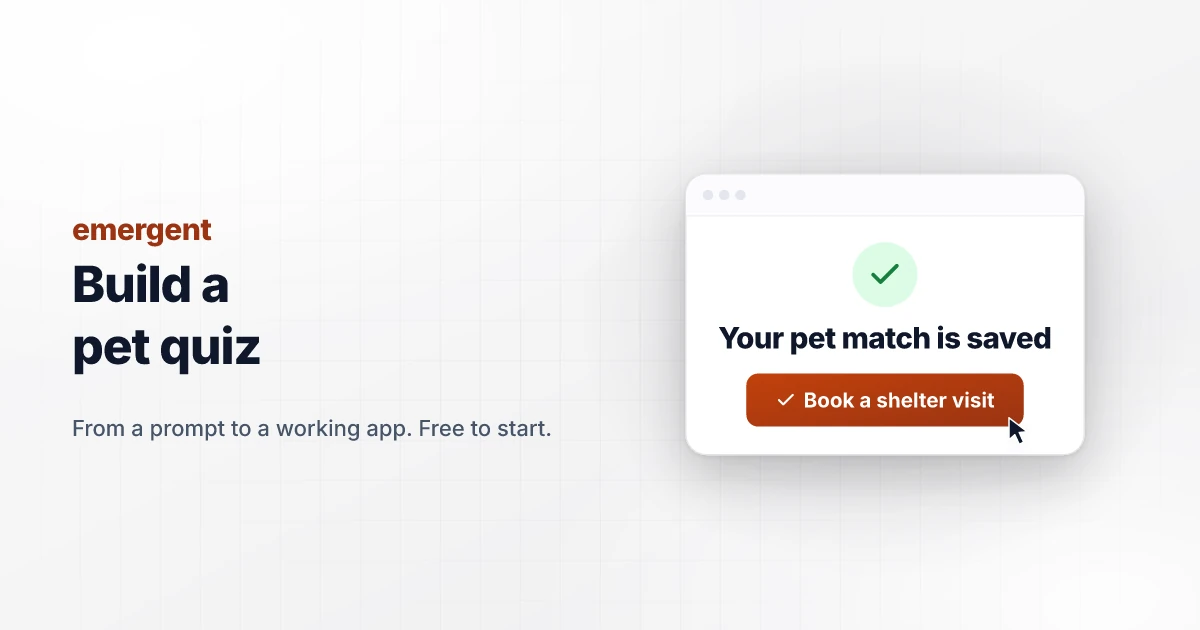 emergent
Build a
pet quiz
From a prompt to a working app. Free to start.
Your pet match is saved
Book a shelter visit